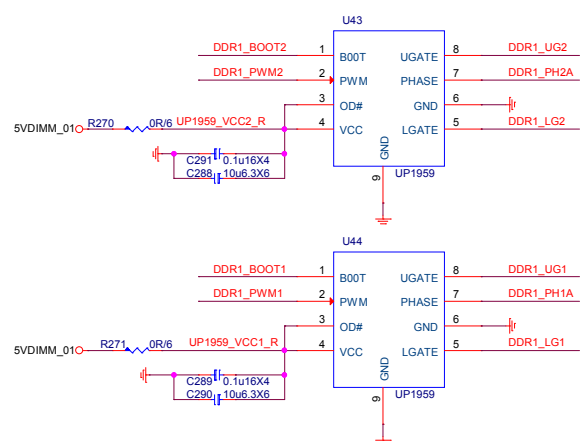 U43
DDR1_BOOT2 1 B00T UGATE 8 DDR1_UG2
DDR1_PWM2 2 PWM PHASE 7 DDR1_PH2A
3 OD# GND 6
5VDIMM_01 R270 0R/6 UP1959_VCC2_R 4 VCC LGATE 5 DDR1_LG2
GND
C291 0.1u16X4
C288 10u6.3X6
9 UP1959
U44
DDR1_BOOT1 1 B00T UGATE 8 DDR1_UG1
DDR1_PWM1 2 PWM PHASE 7 DDR1_PH1A
3 OD# GND 6
5VDIMM_01 R271 0R/6 UP1959_VCC1_R 4 VCC LGATE 5 DDR1_LG1
GND
C289 0.1u16X4
C290 10u6.3X6
9 UP1959